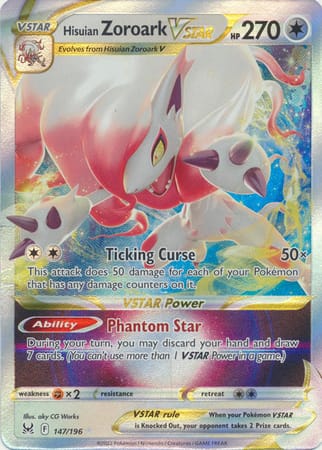 VSTAR Hisuian Zoroark VSTAR HP 270
Evolves from Hisuian Zoroark V
Ticking Curse 50×
This attack does 50 damage for each of your Pokémon
that has any damage counters on it.
VSTAR Power
Ability Phantom Star
During your turn, you may discard your hand and draw
7 cards. (You can't use more than 1 VSTAR Power in a game.)
weakness ×2 resistance retreat
Illus. aky CG Works
F 147/196
VSTAR rule When your Pokémon VSTAR
is Knocked Out, your opponent takes 2 Prize cards.
©2022 Pokémon / Nintendo / Creatures / GAME FREAK